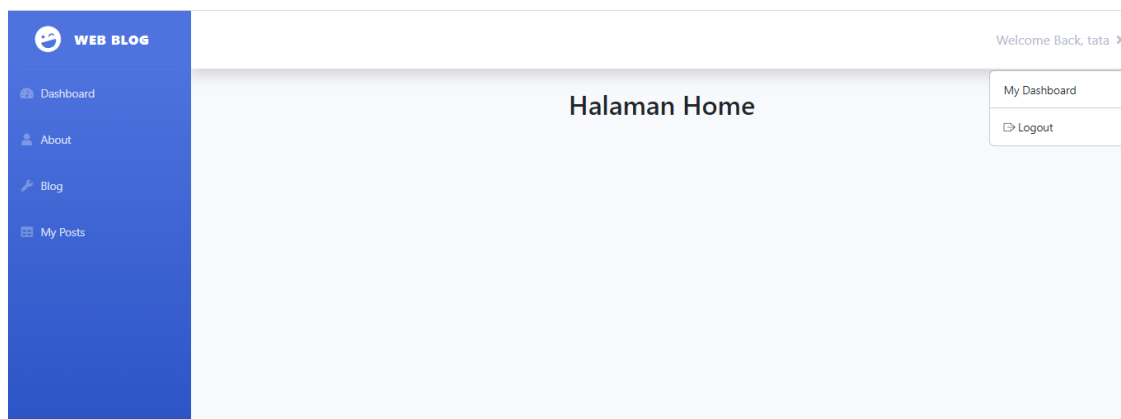 WEB BLOG
Welcome Back, tata
Dashboard
About
Blog
My Posts
Halaman Home
My Dashboard
Logout